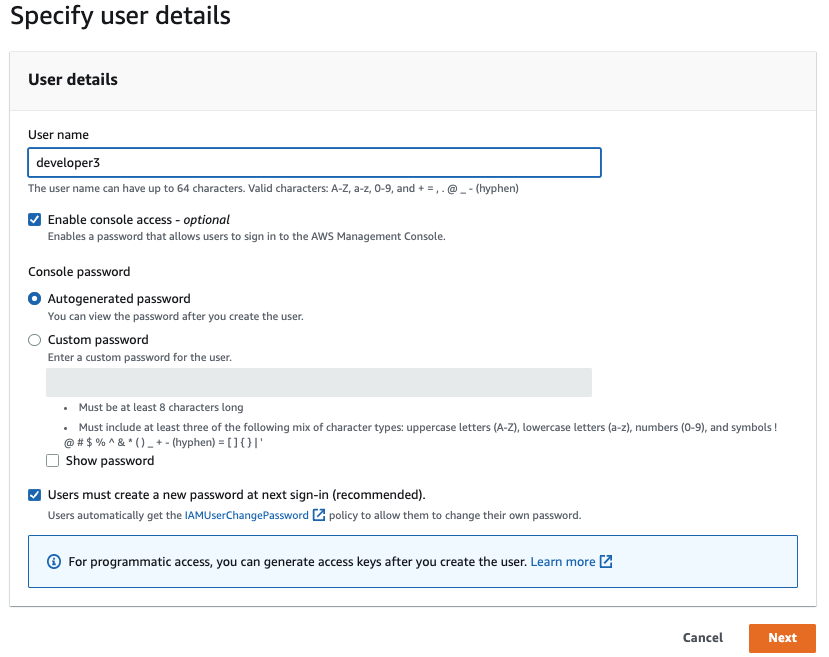 Specify user details
User details
User name
developer3
The user name can have up to 64 characters. Valid characters: A-Z, a-z, 0-9, and + = , . @ _ - (hyphen)
Enable console access - optional
Enables a password that allows users to sign in to the AWS Management Console.
Console password
Autogenerated password
You can view the password after you create the user.
Custom password
Enter a custom password for the user.
• Must be at least 8 characters long
• Must include at least three of the following mix of character types: uppercase letters (A-Z), lowercase letters (a-z), numbers (0-9), and symbols !
@ # $ % ^ & * ( ) _ + - (hyphen) = [ ] { } | '
Show password
Users must create a new password at next sign-in (recommended).
Users automatically get the IAMUserChangePassword policy to allow them to change their own password.
For programmatic access, you can generate access keys after you create the user. Learn more
Cancel
Next